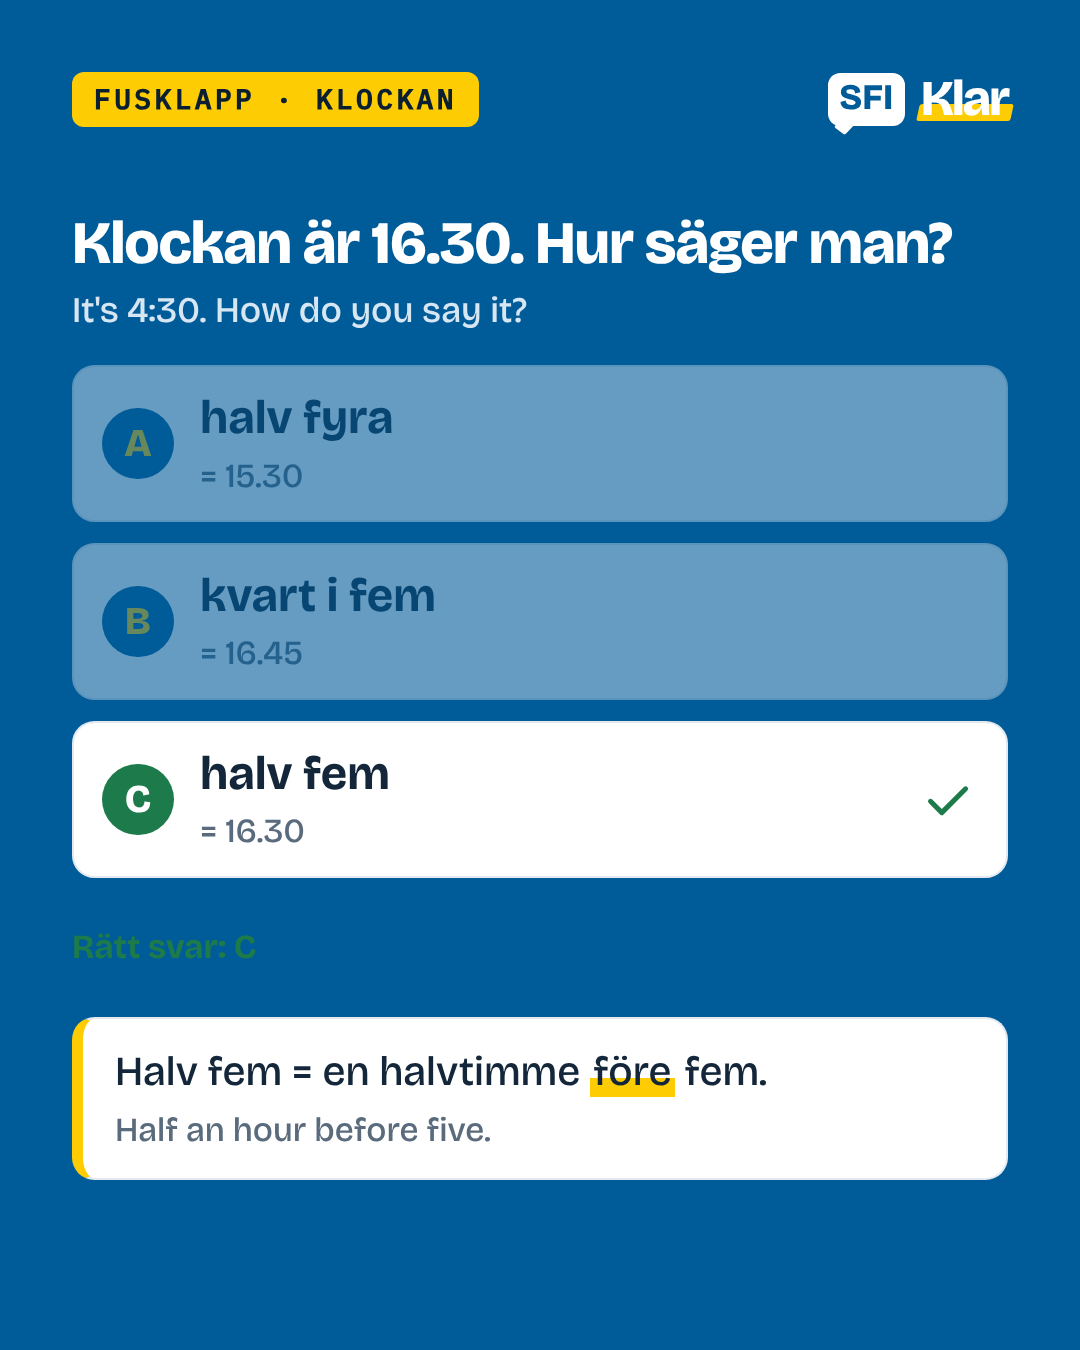 FUSKLAPP · KLOCKAN
SFI Klar
Klockan är 16.30. Hur säger man?
It's 4:30. How do you say it?
A
halv fyra
= 15.30
B
kvart i fem
= 16.45
C
halv fem
= 16.30
Rätt svar: C
Halv fem = en halvtimme före fem.
Half an hour before five.